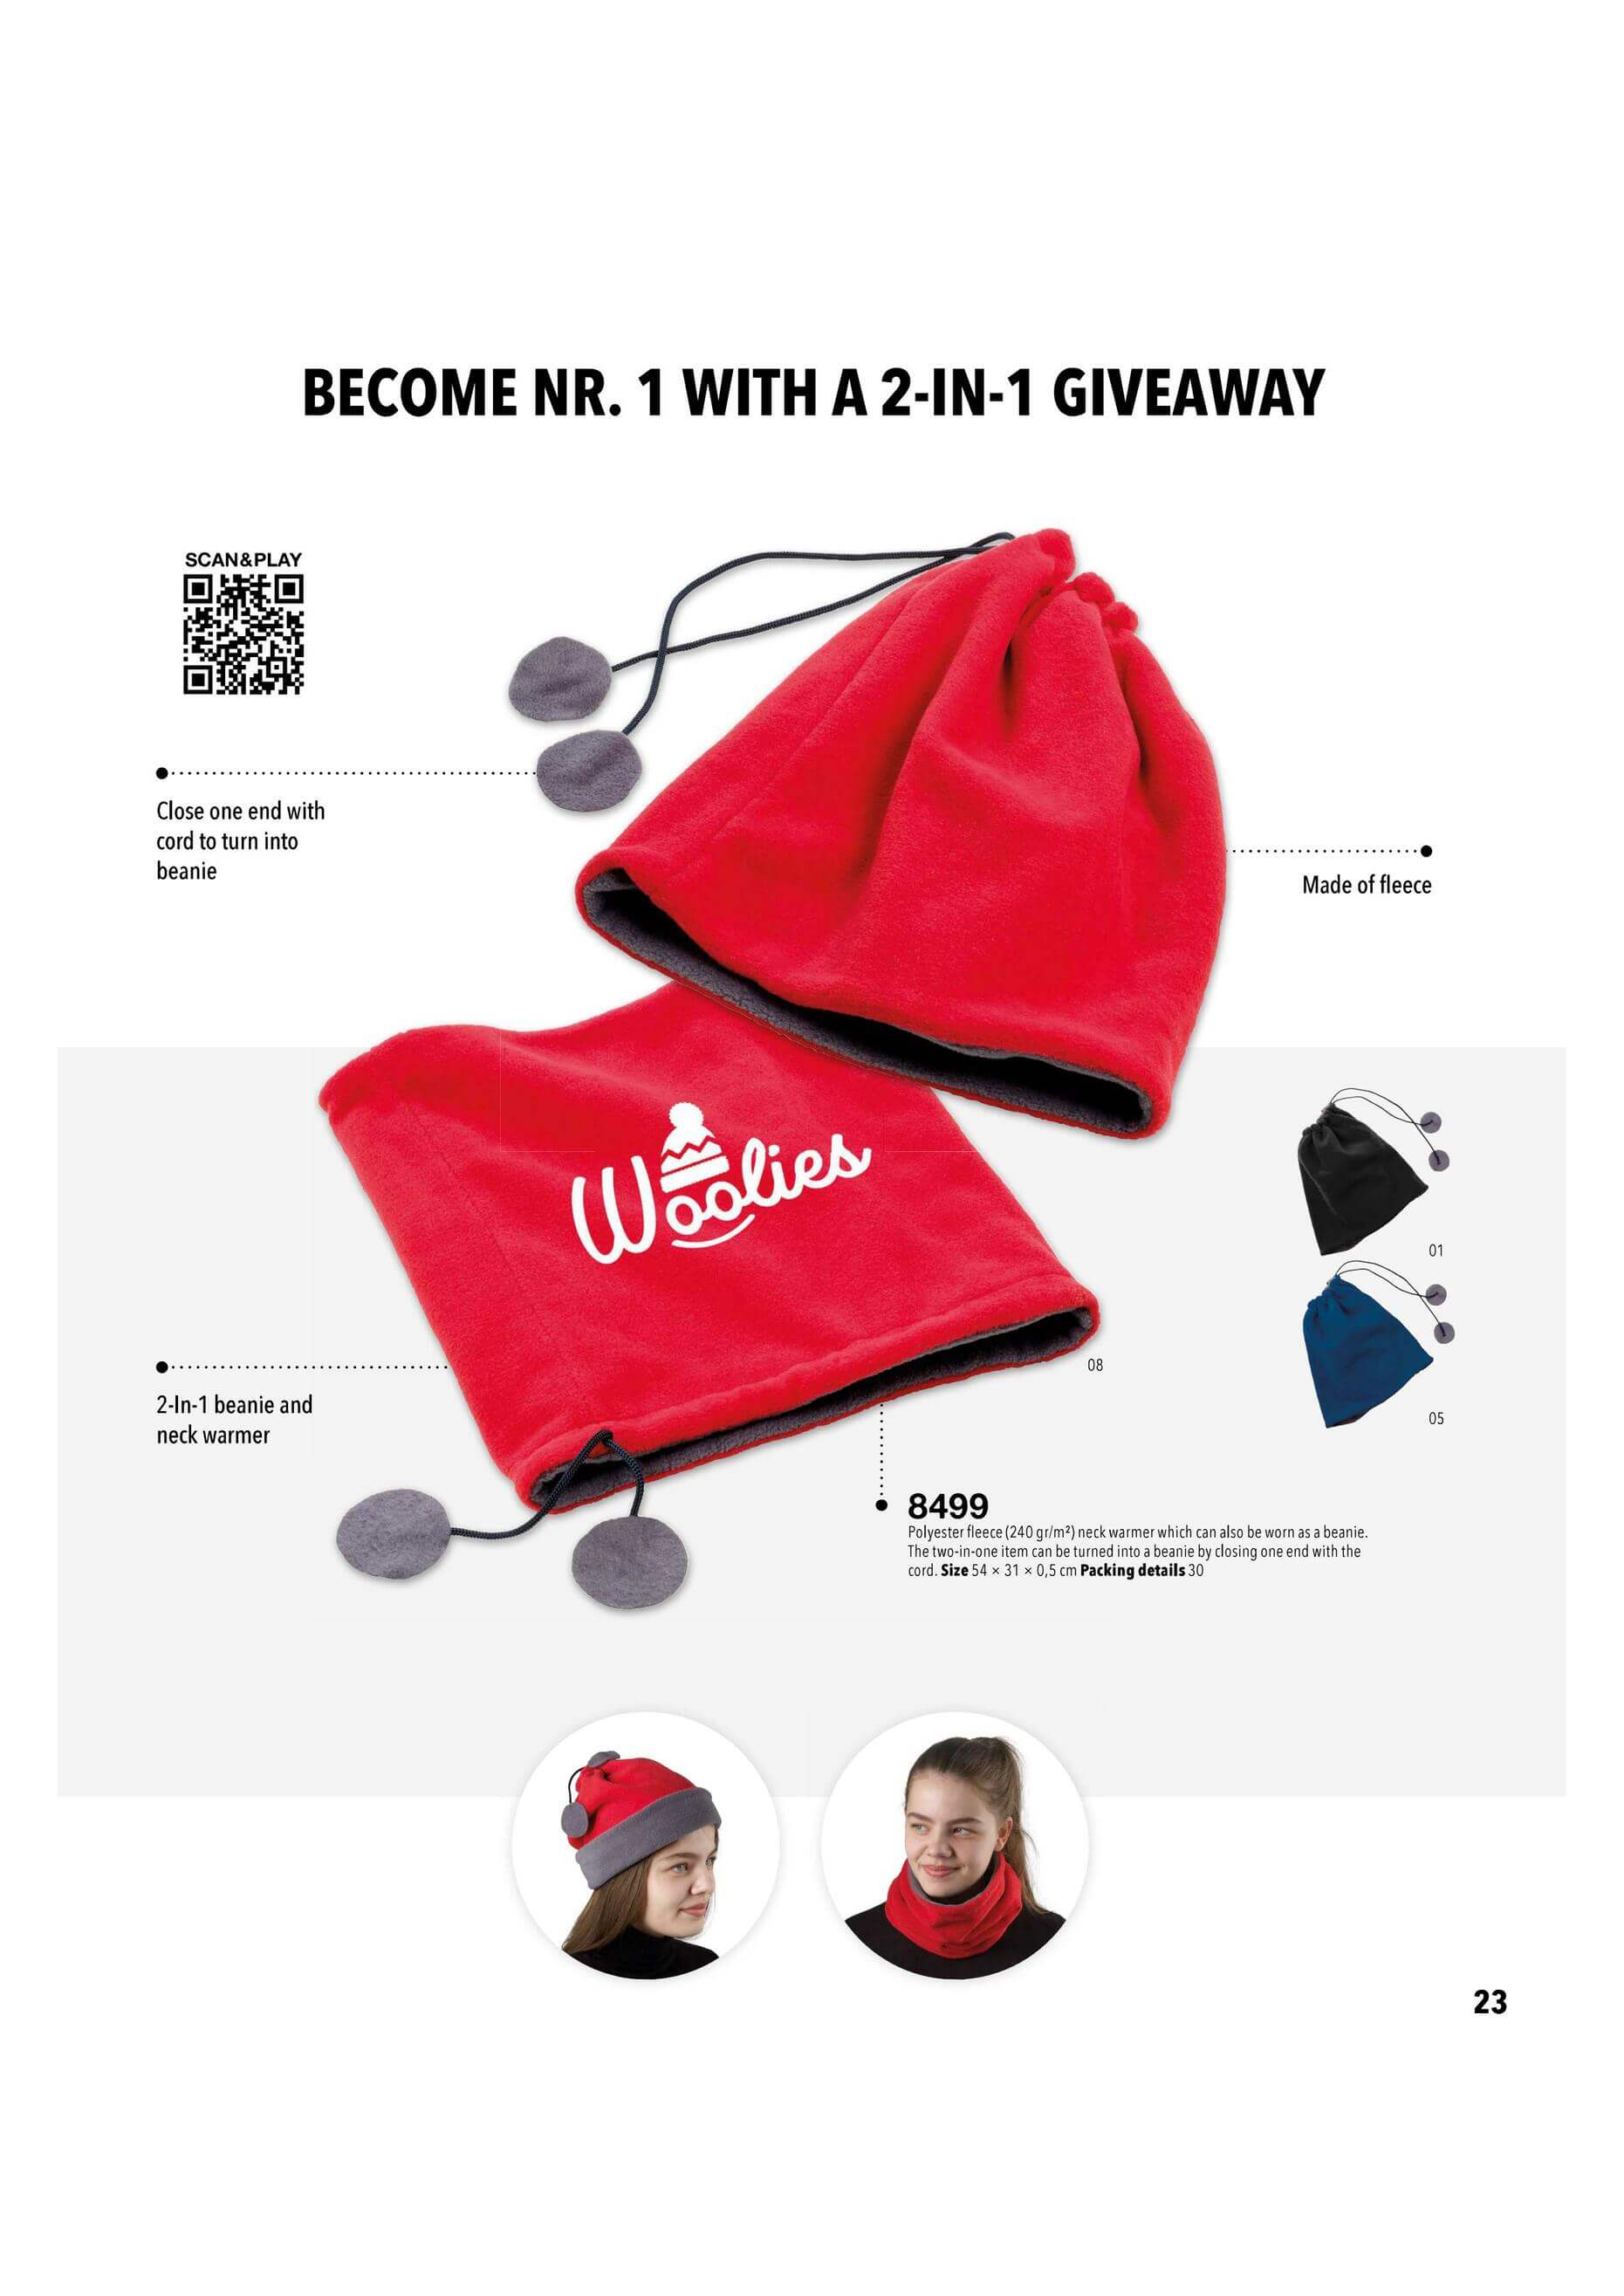 BECOME NR. 1 WITH A 2-IN-1 GIVEAWAY
SCAN&PLAY
Close one end with
cord to turn into
beanie
Made of fleece
Woolies
01
05
08
2-In-1 beanie and
neck warmer
8499
Polyester fleece (240 gr/m²) neck warmer which can also be worn as a beanie.
The two-in-one item can be turned into a beanie by closing one end with the
cord. Size 54 × 31 × 0,5 cm Packing details 30
23